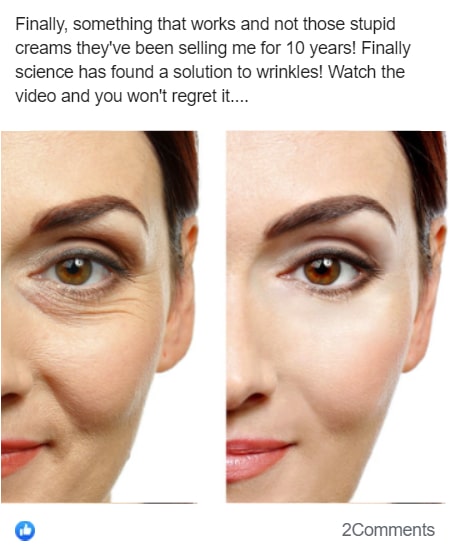 Finally, something that works and not those stupid
creams they've been selling me for 10 years! Finally
science has found a solution to wrinkles! Watch the
video and you won't regret it....
2Comments